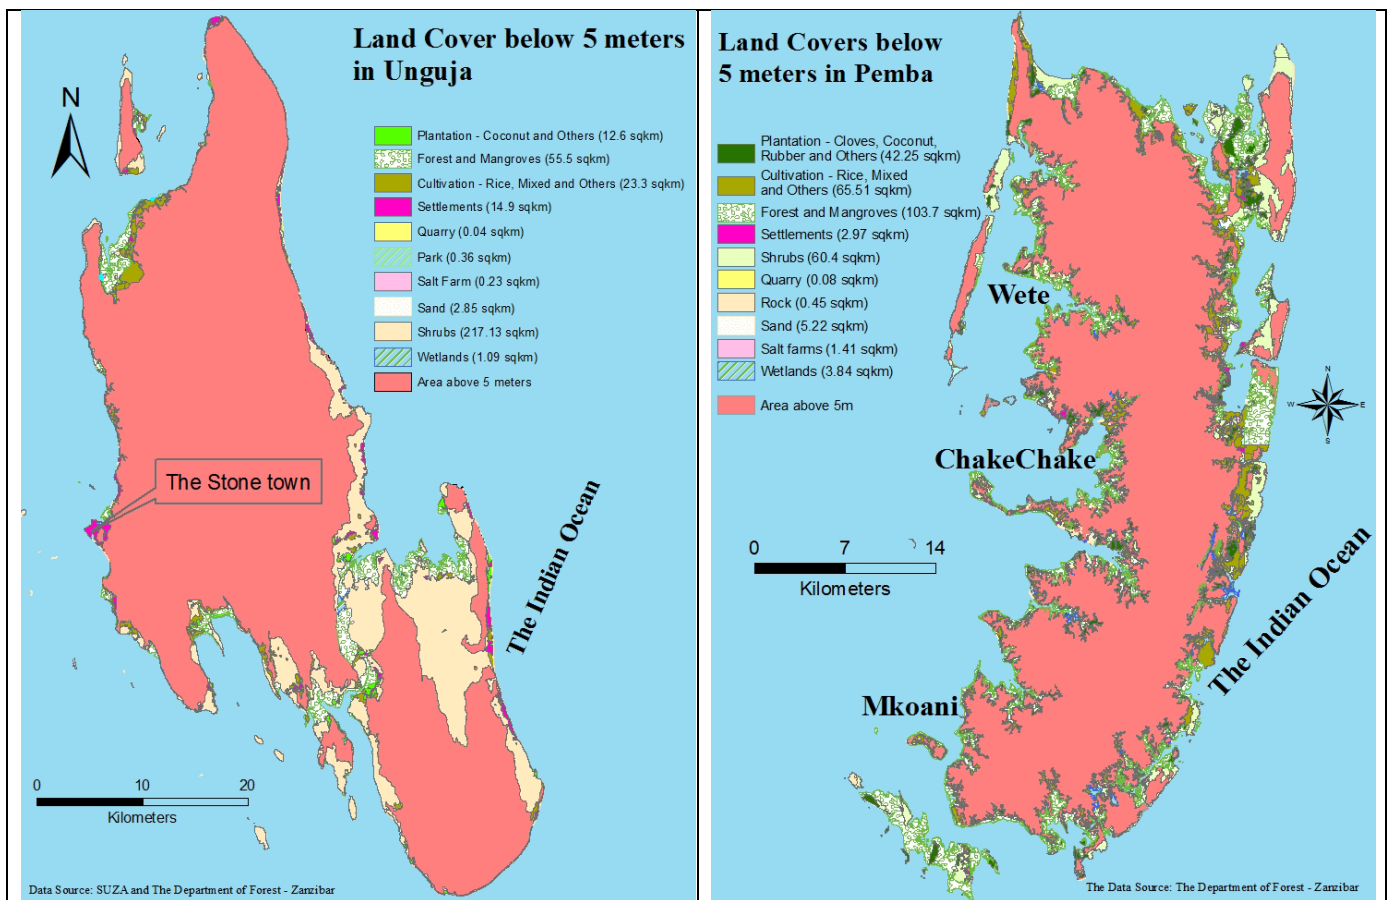 Land Cover below 5 meters
in Unguja
N
Plantation - Coconut and Others (12.6 sqkm)
Forest and Mangroves (55.5 sqkm)
Cultivation - Rice, Mixed and Others (23.3 sqkm)
Settlements (14.9 sqkm)
Quarry (0.04 sqkm)
Park (0.36 sqkm)
Salt Farm (0.23 sqkm)
Sand (2.85 sqkm)
Shrubs (217.13 sqkm)
Wetlands (1.09 sqkm)
Area above 5 meters
The Stone town
The Indian Ocean
0 10 20
Kilometers
Data Source: SUZA and The Department of Forest - Zanzibar
Land Covers below
5 meters in Pemba
Plantation - Cloves, Coconut,
Rubber and Others (42.25 sqkm)
Cultivation - Rice, Mixed
and Others (65.51 sqkm)
Forest and Mangroves (103.7 sqkm)
Settlements (2.97 sqkm)
Shrubs (60.4 sqkm)
Quarry (0.08 sqkm)
Rock (0.45 sqkm)
Sand (5.22 sqkm)
Salt farms (1.41 sqkm)
Wetlands (3.84 sqkm)
Area above 5m
Wete
N
W E
S
ChakeChake
0 7 14
Kilometers
The Indian Ocean
Mkoani
The Data Source: The Department of Forest - Zanzibar